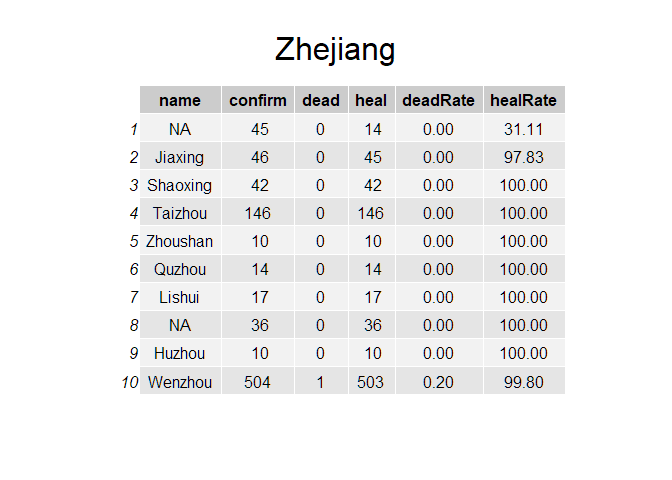 Zhejiang
name confirm dead heal deadRate healRate
1 NA 45 0 14 0.00 31.11
2 Jiaxing 46 0 45 0.00 97.83
3 Shaoxing 42 0 42 0.00 100.00
4 Taizhou 146 0 146 0.00 100.00
5 Zhoushan 10 0 10 0.00 100.00
6 Quzhou 14 0 14 0.00 100.00
7 Lishui 17 0 17 0.00 100.00
8 NA 36 0 36 0.00 100.00
9 Huzhou 10 0 10 0.00 100.00
10 Wenzhou 504 1 503 0.20 99.80